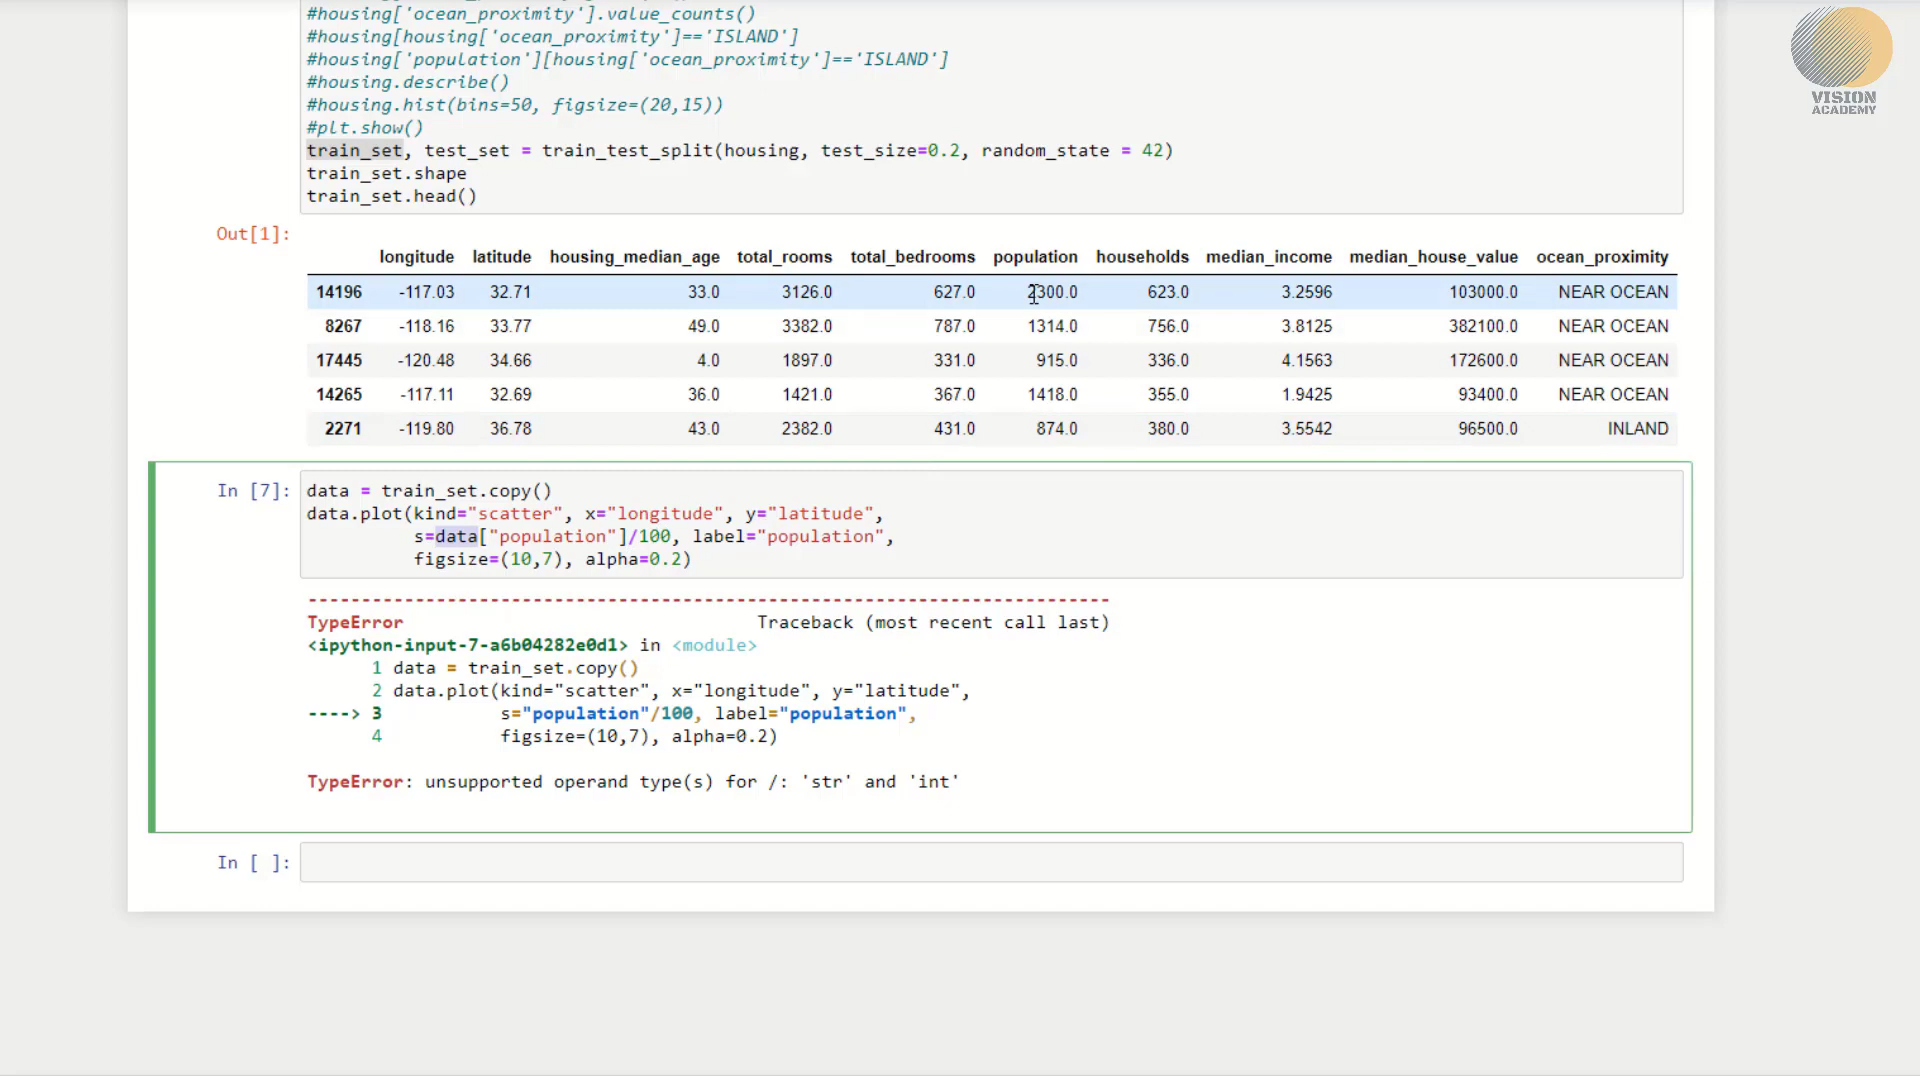 #housing['ocean_proximity'].value_counts()
#housing[housing['ocean_proximity']=='ISLAND']
#housing['population'][housing['ocean_proximity']=='ISLAND']
#housing.describe()
#housing.hist(bins=50, figsize=(20,15))
#plt.show()
train_set, test_set = train_test_split(housing, test_size=0.2, random_state = 42)
train_set.shape
train_set.head()
VISION
ACADEMY
Out[1]:
longitude latitude housing_median_age total_rooms total_bedrooms population households median_income median_house_value ocean_proximity
14196 -117.03 32.71 33.0 3126.0 627.0 2300.0 623.0 3.2596 103000.0 NEAR OCEAN
8267 -118.16 33.77 49.0 3382.0 787.0 1314.0 756.0 3.8125 382100.0 NEAR OCEAN
17445 -120.48 34.66 4.0 1897.0 331.0 915.0 336.0 4.1563 172600.0 NEAR OCEAN
14265 -117.11 32.69 36.0 1421.0 367.0 1418.0 355.0 1.9425 93400.0 NEAR OCEAN
2271 -119.80 36.78 43.0 2382.0 431.0 874.0 380.0 3.5542 96500.0 INLAND
In [7]: data = train_set.copy()
data.plot(kind="scatter", x="longitude", y="latitude",
s=data["population"]/100, label="population",
figsize=(10,7), alpha=0.2)
---------------------------------------------------------------------------
TypeError Traceback (most recent call last)
<ipython-input-7-a6b04282e0d1> in <module>
1 data = train_set.copy()
2 data.plot(kind="scatter", x="longitude", y="latitude",
----> 3 s="population"/100, label="population",
4 figsize=(10,7), alpha=0.2)
TypeError: unsupported operand type(s) for /: 'str' and 'int'
In [ ]: